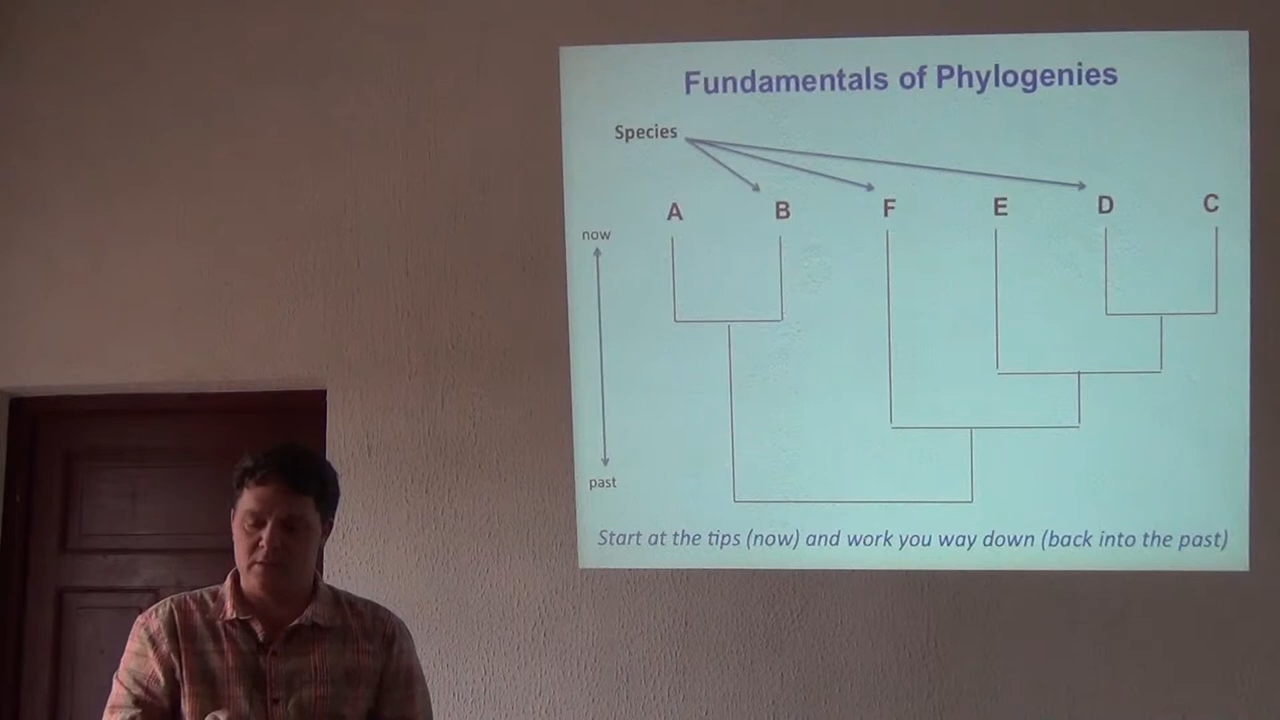 Fundamentals of Phylogenies
Species
A B F E D C
now
past
Start at the tips (now) and work you way down (back into the past)